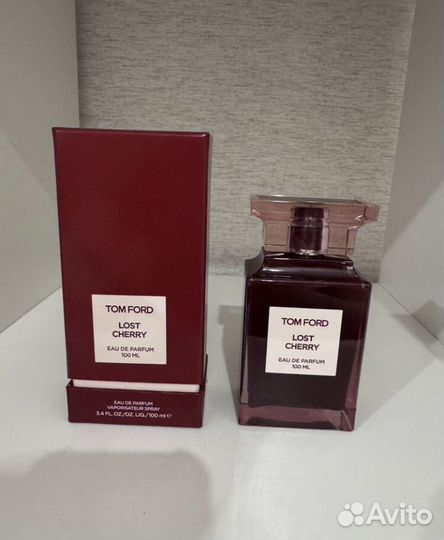 TOM FORD
LOST
CHERRY
EAU DE PARFUM
100 ML
EAU DE PARFUM
VAPORISATEUR SPRAY
3.4 FL. OZ./OZ. LIQ./100 ml ℮
TOM FORD
LOST
CHERRY
EAU DE PARFUM
100 ML
Avito